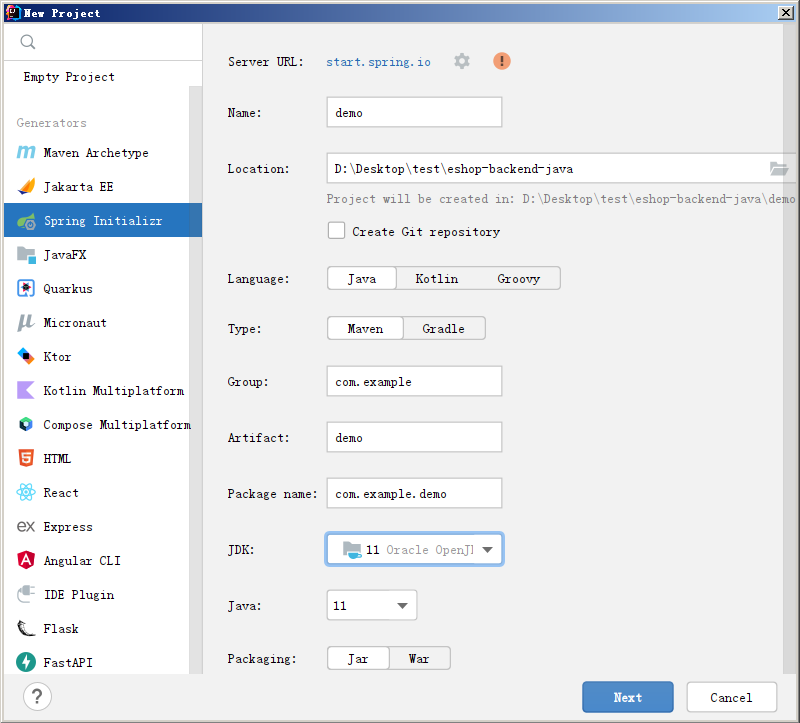 New Project
Empty Project
Generators
Maven Archetype
Jakarta EE
Spring Initializr
JavaFX
Quarkus
Micronaut
Ktor
Kotlin Multiplatform
Compose Multiplatform
HTML
React
Express
Angular CLI
IDE Plugin
Flask
FastAPI
Server URL: start.spring.io
Name: demo
Location: D:\Desktop\test\eshop-backend-java
Project will be created in: D:\Desktop\test\eshop-backend-java\demo
Create Git repository
Language: Java Kotlin Groovy
Type: Maven Gradle
Group: com.example
Artifact: demo
Package name: com.example.demo
JDK: 11 Oracle OpenJ
Java: 11
Packaging: Jar War
? Next Cancel